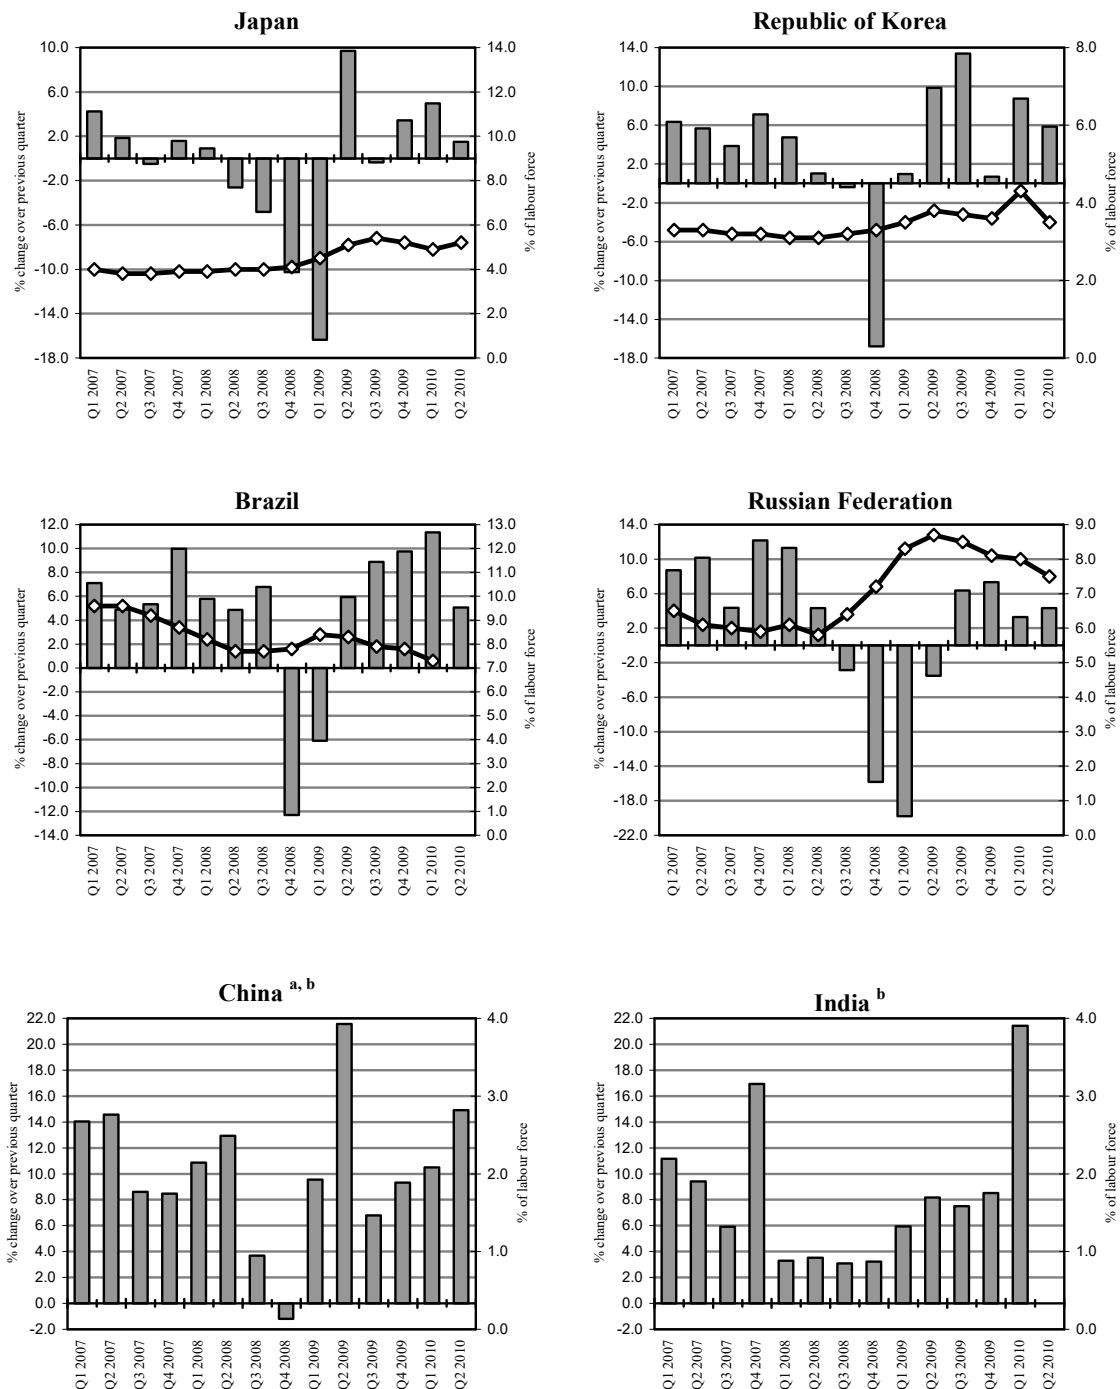 Japan
10.0
6.0
2.0
-2.0
-6.0
-10.0
-14.0
-18.0
14.0
12.0
10.0
8.0
6.0
4.0
2.0
0.0
% change over previous quarter
% of labour force
Q1 2007
Q2 2007
Q3 2007
Q4 2007
Q1 2008
Q2 2008
Q3 2008
Q4 2008
Q1 2009
Q2 2009
Q3 2009
Q4 2009
Q1 2010
Q2 2010
Republic of Korea
14.0
10.0
6.0
2.0
-2.0
-6.0
-10.0
-14.0
-18.0
8.0
6.0
4.0
2.0
0.0
% change over previous quarter
% of labour force
Q1 2007
Q2 2007
Q3 2007
Q4 2007
Q1 2008
Q2 2008
Q3 2008
Q4 2008
Q1 2009
Q2 2009
Q3 2009
Q4 2009
Q1 2010
Q2 2010
Brazil
12.0
10.0
8.0
6.0
4.0
2.0
0.0
-2.0
-4.0
-6.0
-8.0
-10.0
-12.0
-14.0
13.0
12.0
11.0
10.0
9.0
8.0
7.0
6.0
5.0
4.0
3.0
2.0
1.0
0.0
% change over previous quarter
% of labour force
Q1 2007
Q2 2007
Q3 2007
Q4 2007
Q1 2008
Q2 2008
Q3 2008
Q4 2008
Q1 2009
Q2 2009
Q3 2009
Q4 2009
Q1 2010
Q2 2010
Russian Federation
14.0
10.0
6.0
2.0
-2.0
-6.0
-10.0
-14.0
-18.0
-22.0
9.0
8.0
7.0
6.0
5.0
4.0
3.0
2.0
1.0
0.0
% change over previous quarter
% of labour force
Q1 2007
Q2 2007
Q3 2007
Q4 2007
Q1 2008
Q2 2008
Q3 2008
Q4 2008
Q1 2009
Q2 2009
Q3 2009
Q4 2009
Q1 2010
Q2 2010
China a, b
22.0
20.0
18.0
16.0
14.0
12.0
10.0
8.0
6.0
4.0
2.0
0.0
-2.0
4.0
3.0
2.0
1.0
0.0
% change over previous quarter
% of labour force
Q1 2007
Q2 2007
Q3 2007
Q4 2007
Q1 2008
Q2 2008
Q3 2008
Q4 2008
Q1 2009
Q2 2009
Q3 2009
Q4 2009
Q1 2010
Q2 2010
India b
22.0
20.0
18.0
16.0
14.0
12.0
10.0
8.0
6.0
4.0
2.0
0.0
-2.0
4.0
3.0
2.0
1.0
0.0
% change over previous quarter
% of labour force
Q1 2007
Q2 2007
Q3 2007
Q4 2007
Q1 2008
Q2 2008
Q3 2008
Q4 2008
Q1 2009
Q2 2009
Q3 2009
Q4 2009
Q1 2010
Q2 2010